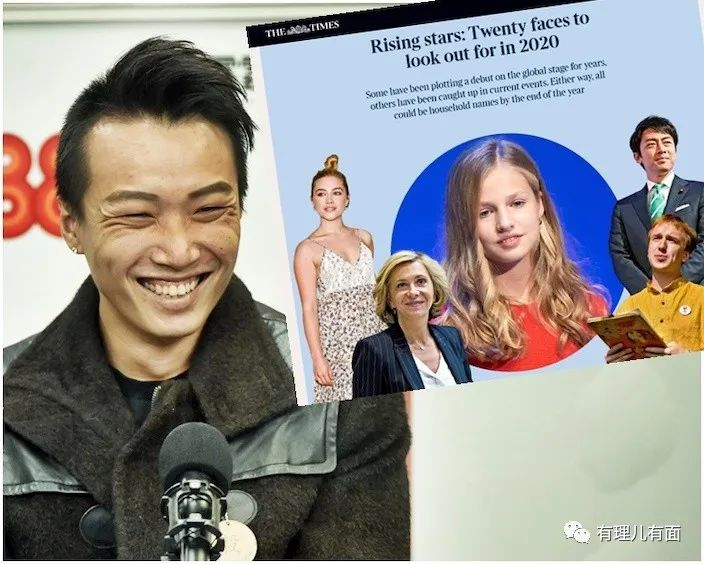 THE TIMES
Rising stars: Twenty faces to
look out for in 2020
Some have been plotting a debut on the global stage for years,
others have been caught up in current events. Either way, all
could be household names by the end of the year
88
有理儿有面